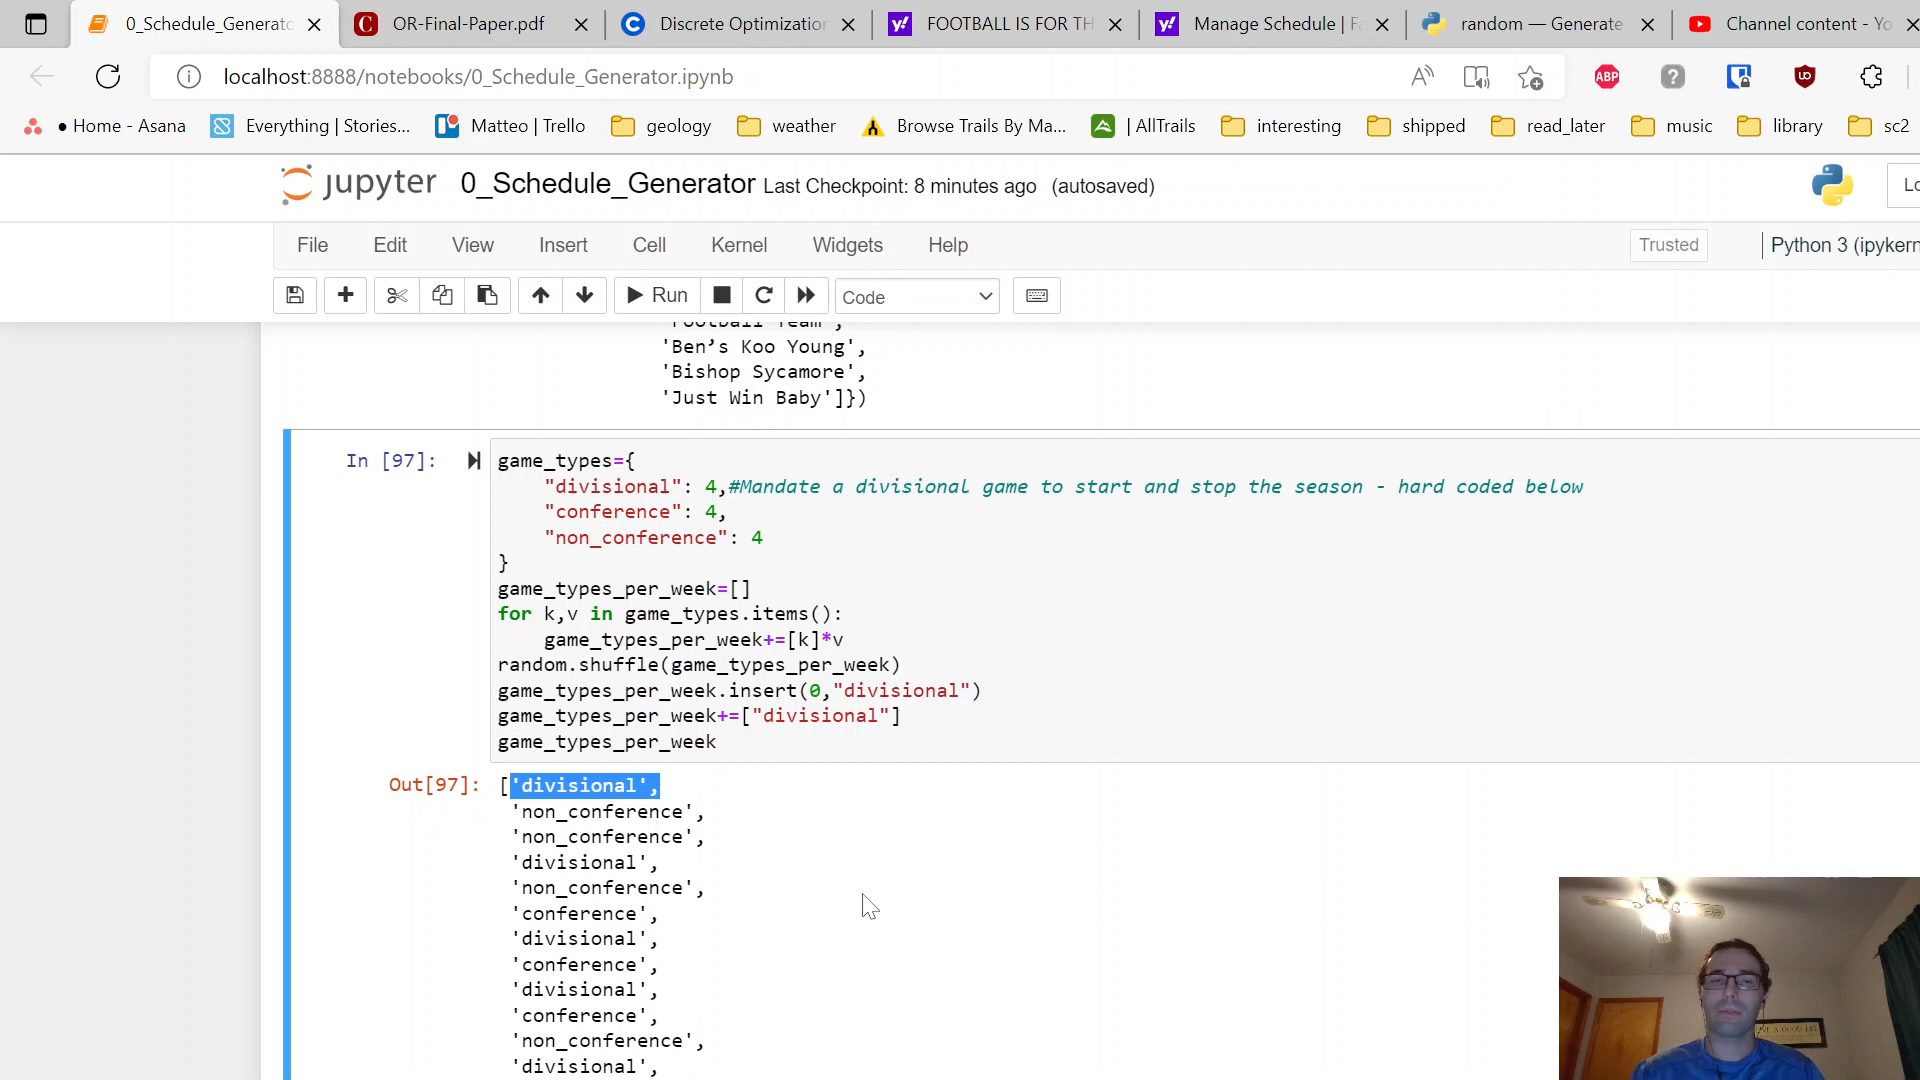 0_Schedule_Generato
OR-Final-Paper.pdf
Discrete Optimizatio
FOOTBALL IS FOR TH
Manage Schedule | Fa
random — Generate
Channel content - Yo
localhost:8888/notebooks/0_Schedule_Generator.ipynb
ABP
● Home - Asana
Everything | Stories...
Matteo | Trello
geology
weather
Browse Trails By Ma...
| AllTrails
interesting
shipped
read_later
music
library
sc2
jupyter 0_Schedule_Generator Last Checkpoint: 8 minutes ago (autosaved)
Lo
File Edit View Insert Cell Kernel Widgets Help
Trusted
Python 3 (ipykern
Run
Code
'Football Team',
'Ben’s Koo Young',
'Bishop Sycamore',
'Just Win Baby']})
In [97]:
game_types={
"divisional": 4,#Mandate a divisional game to start and stop the season - hard coded below
"conference": 4,
"non_conference": 4
}
game_types_per_week=[]
for k,v in game_types.items():
game_types_per_week+=[k]*v
random.shuffle(game_types_per_week)
game_types_per_week.insert(0,"divisional")
game_types_per_week+=["divisional"]
game_types_per_week
Out[97]: ['divisional',
'non_conference',
'non_conference',
'divisional',
'non_conference',
'conference',
'divisional',
'conference',
'divisional',
'conference',
'non_conference',
'divisional',